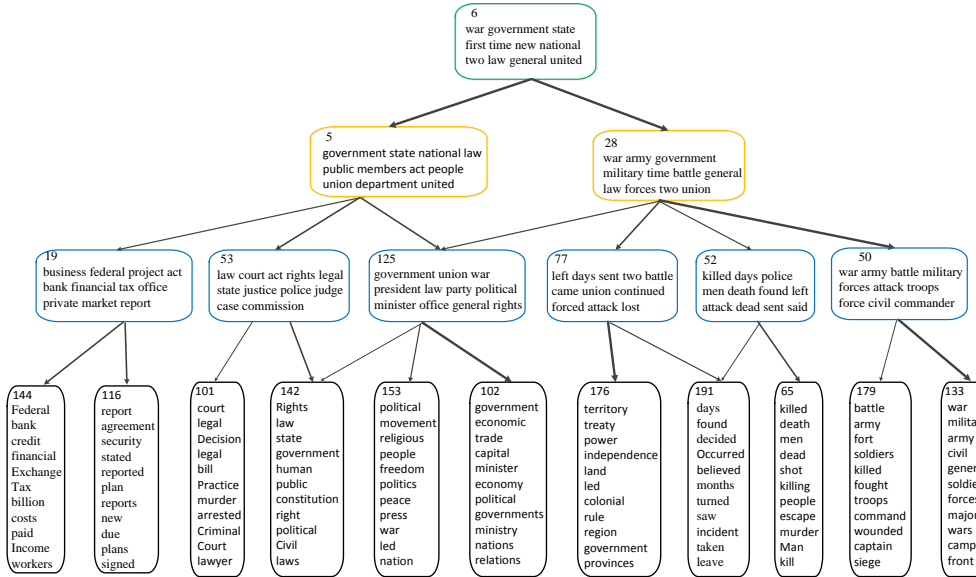 6
war government state
first time new national
two law general united
5
government state national law
public members act people
union department united
28
war army government
military time battle general
law forces two union
19
business federal project act
bank financial tax office
private market report
53
law court act rights legal
state justice police judge
case commission
125
government union war
president law party political
minister office general rights
77
left days sent two battle
came union continued
forced attack lost
52
killed days police
men death found left
attack dead sent said
50
war army battle military
forces attack troops
force civil commander
144
Federal
bank
credit
financial
Exchange
Tax
billion
costs
paid
Income
workers
116
report
agreement
security
stated
reported
plan
reports
new
due
plans
signed
101
court
legal
Decision
legal
bill
Practice
murder
arrested
Criminal
Court
lawyer
142
Rights
law
state
government
human
public
constitution
right
political
Civil
laws
153
political
movement
religious
people
freedom
politics
peace
press
war
led
nation
102
government
economic
trade
capital
minister
economy
political
governments
ministry
nations
relations
176
territory
treaty
power
independence
land
led
colonial
rule
region
government
provinces
191
days
found
decided
Occurred
believed
months
turned
saw
incident
taken
leave
65
killed
death
men
dead
shot
killing
people
escape
murder
Man
kill
179
battle
army
fort
soldiers
killed
fought
troops
command
wounded
captain
siege
133
war
milita
army
civil
gener
soldie
forces
major
wars
camp
front